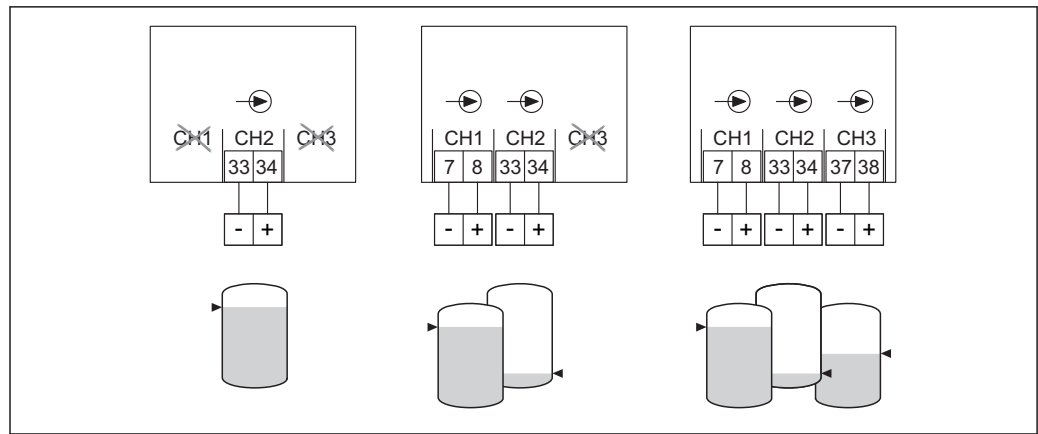 CH1 CH2 CH3 CH1 CH2 CH3 CH1 CH2 CH3
33 34 7 8 33 34 7 8 33 34 37 38
- + - + - + - + - + - +